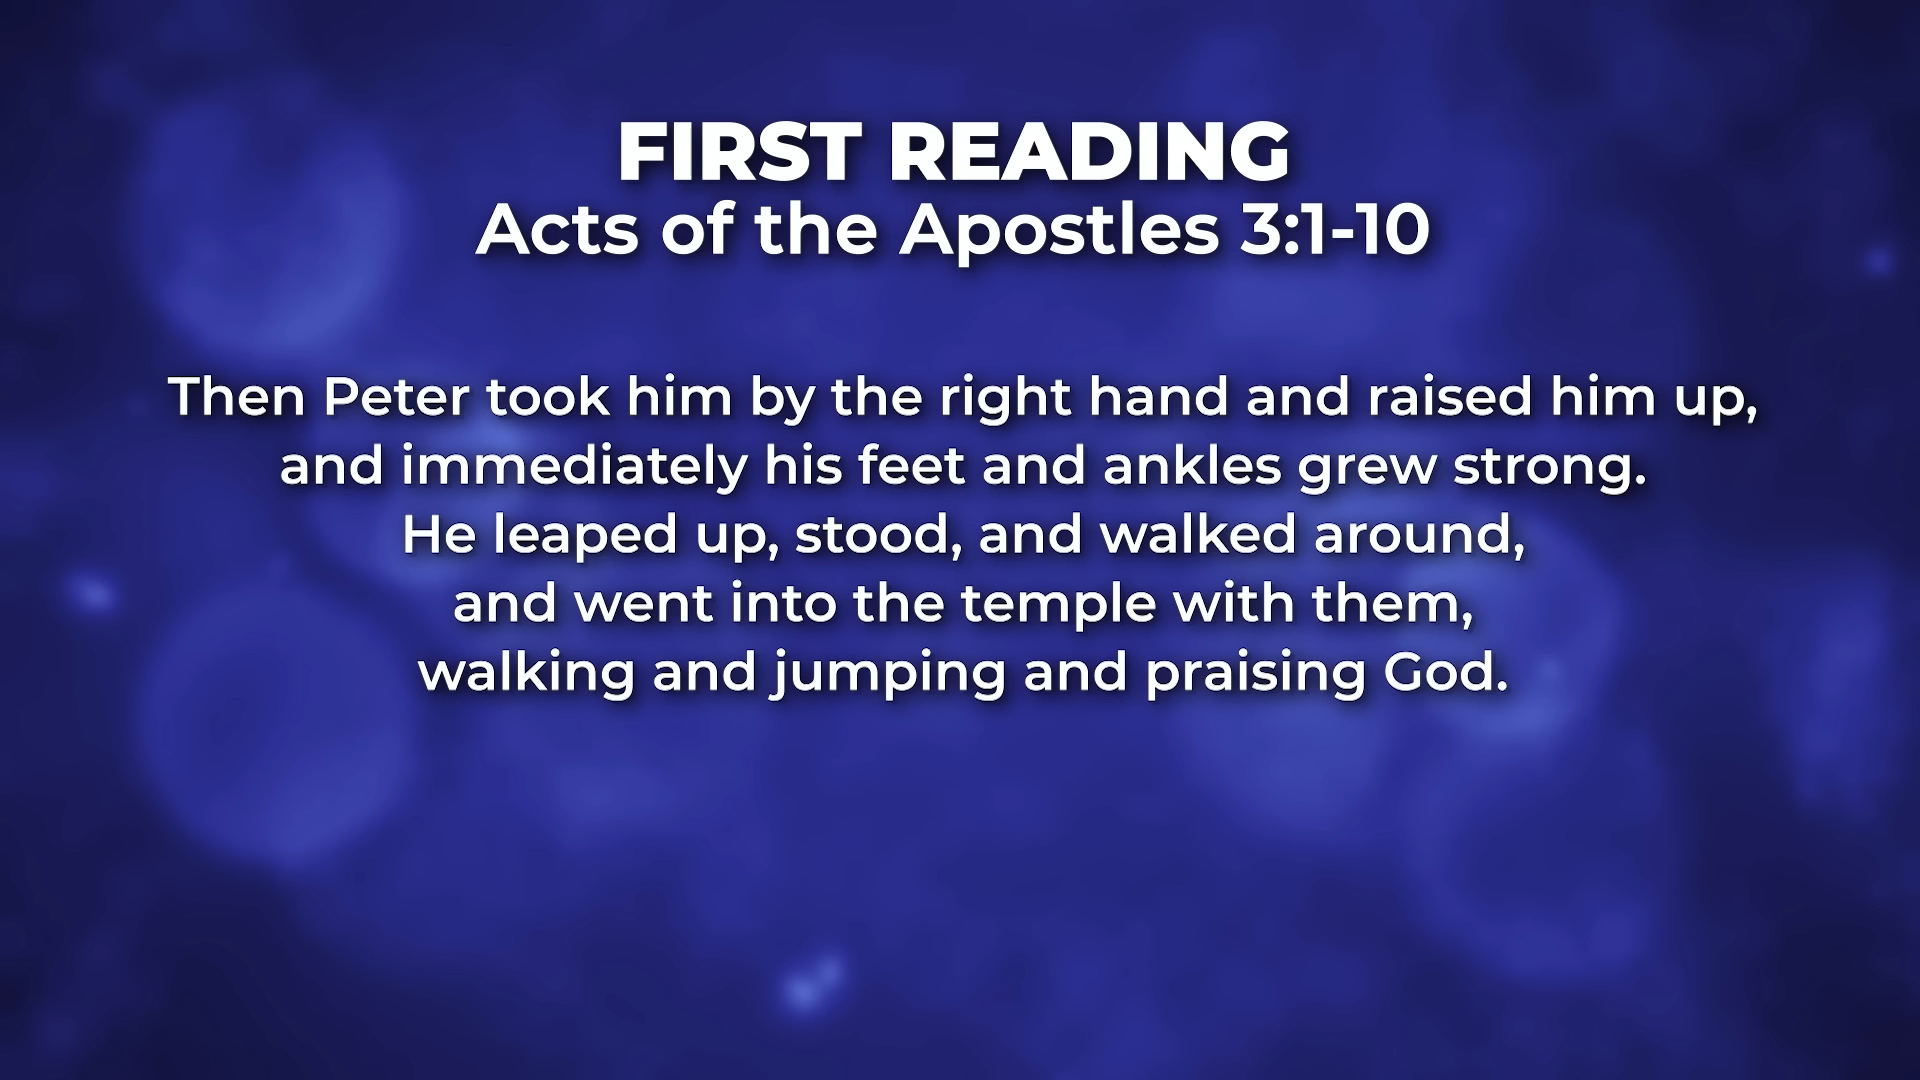 FIRST READING
Acts of the Apostles 3:1-10
Then Peter took him by the right hand and raised him up,
and immediately his feet and ankles grew strong.
He leaped up, stood, and walked around,
and went into the temple with them,
walking and jumping and praising God.